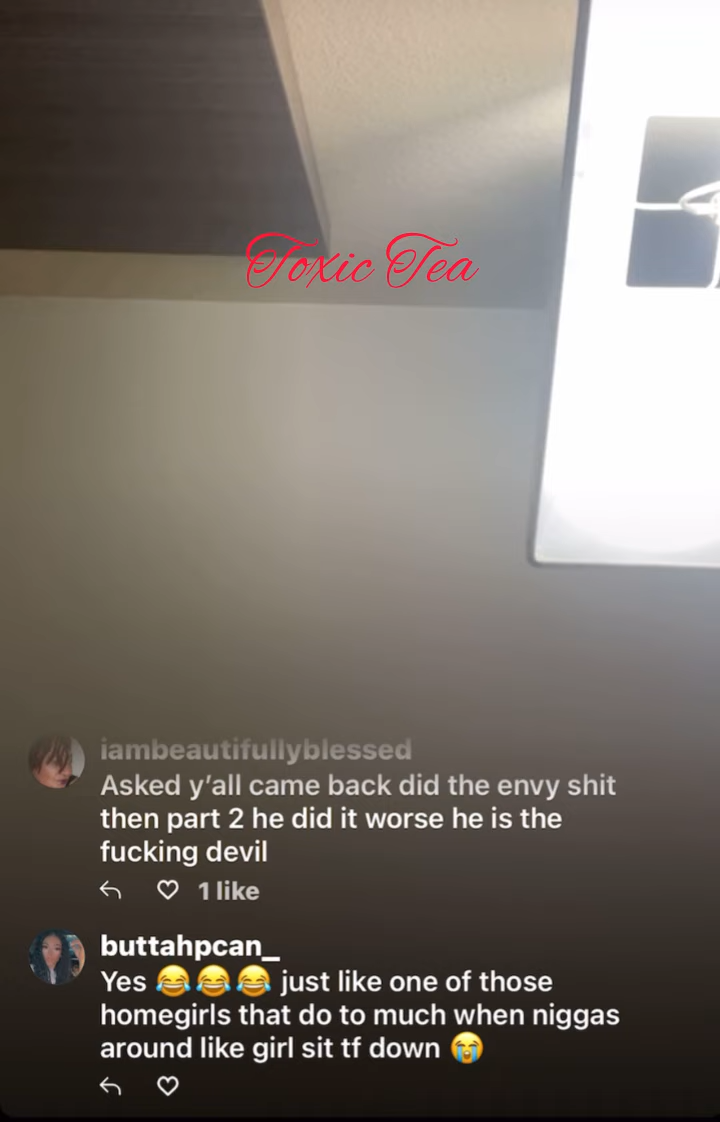 Toxic Tea
iambeautifullyblessed
Asked y’all came back did the envy shit
then part 2 he did it worse he is the
fucking devil
1 like
buttahpcan_
Yes 😂😂😂 just like one of those
homegirls that do to much when niggas
around like girl sit tf down 😭